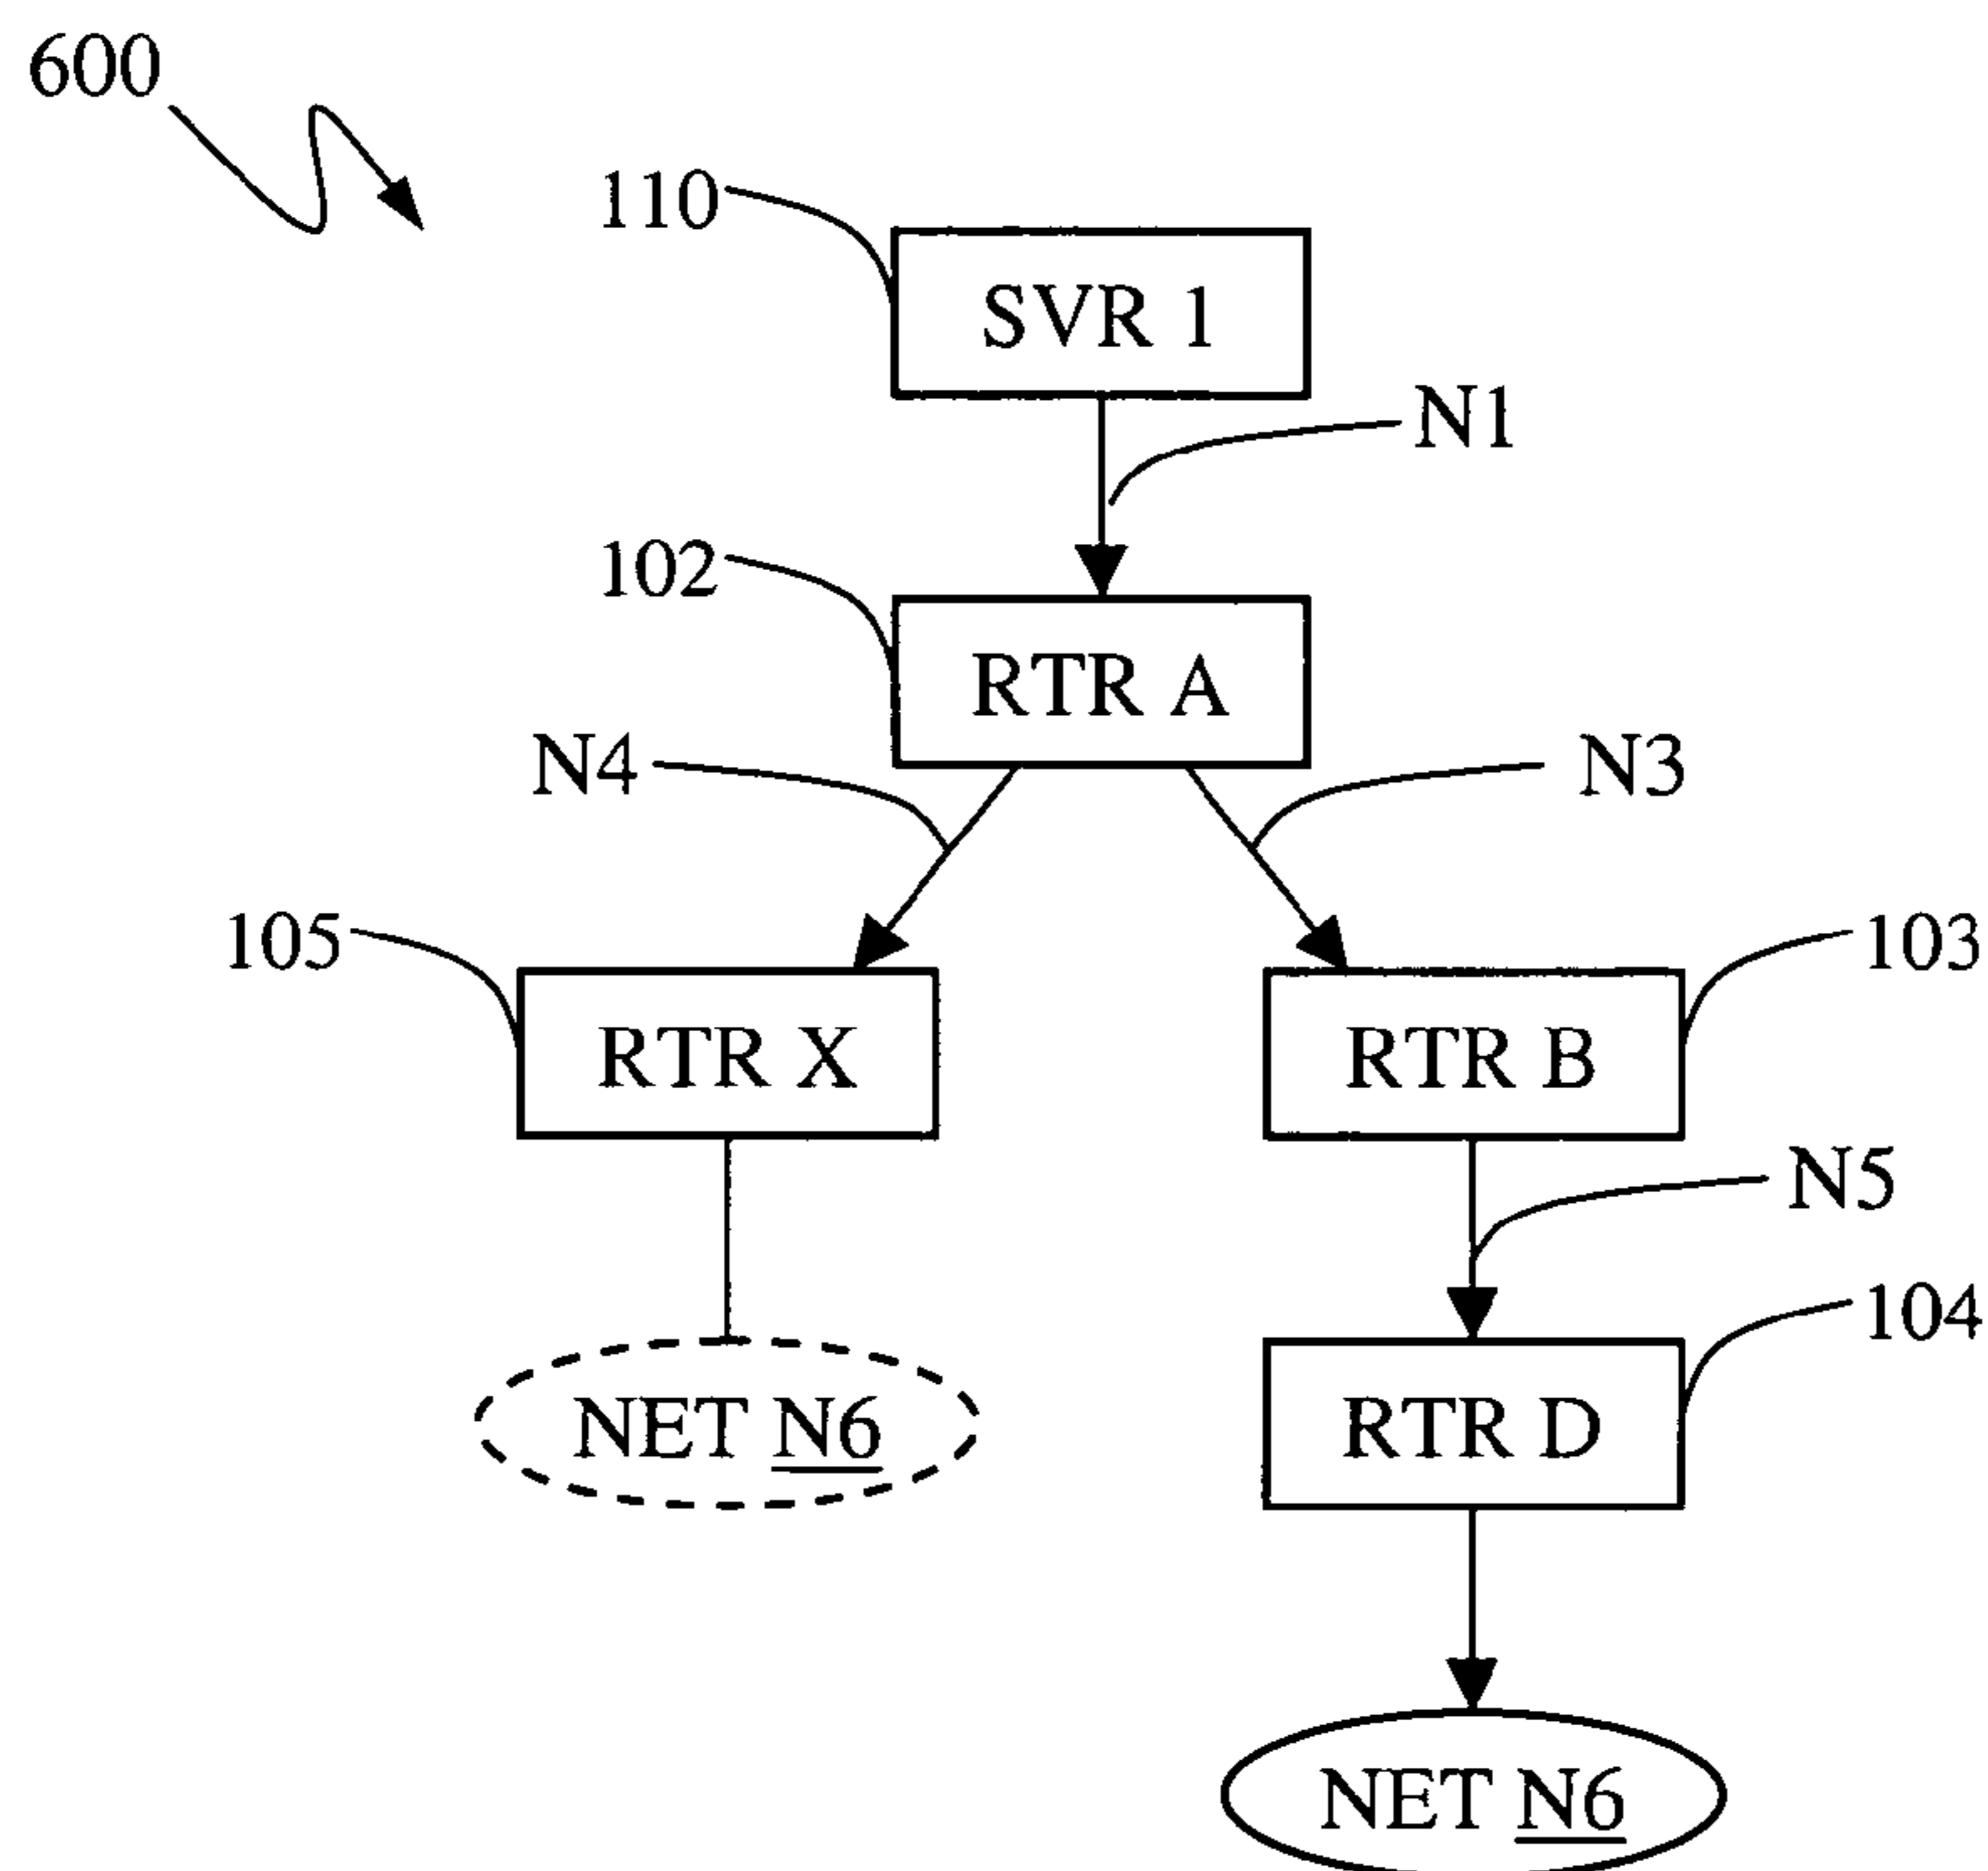 600
110
SVR 1
N1
102
RTR A
N4
N3
105
RTR X
RTR B
103
N5
104
NET N6
RTR D
NET N6